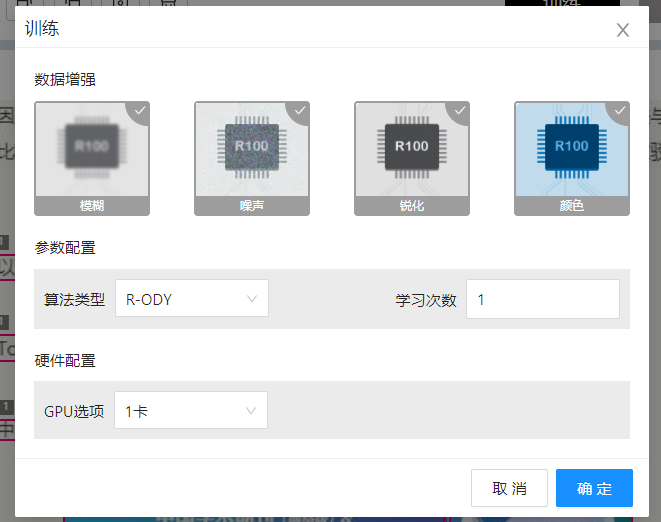 训练
数据增强
R100 R100 R100 R100
模糊 噪声 锐化 颜色
参数配置
算法类型 R-ODY 学习次数 1
硬件配置
GPU选项 1卡
取 消 确 定